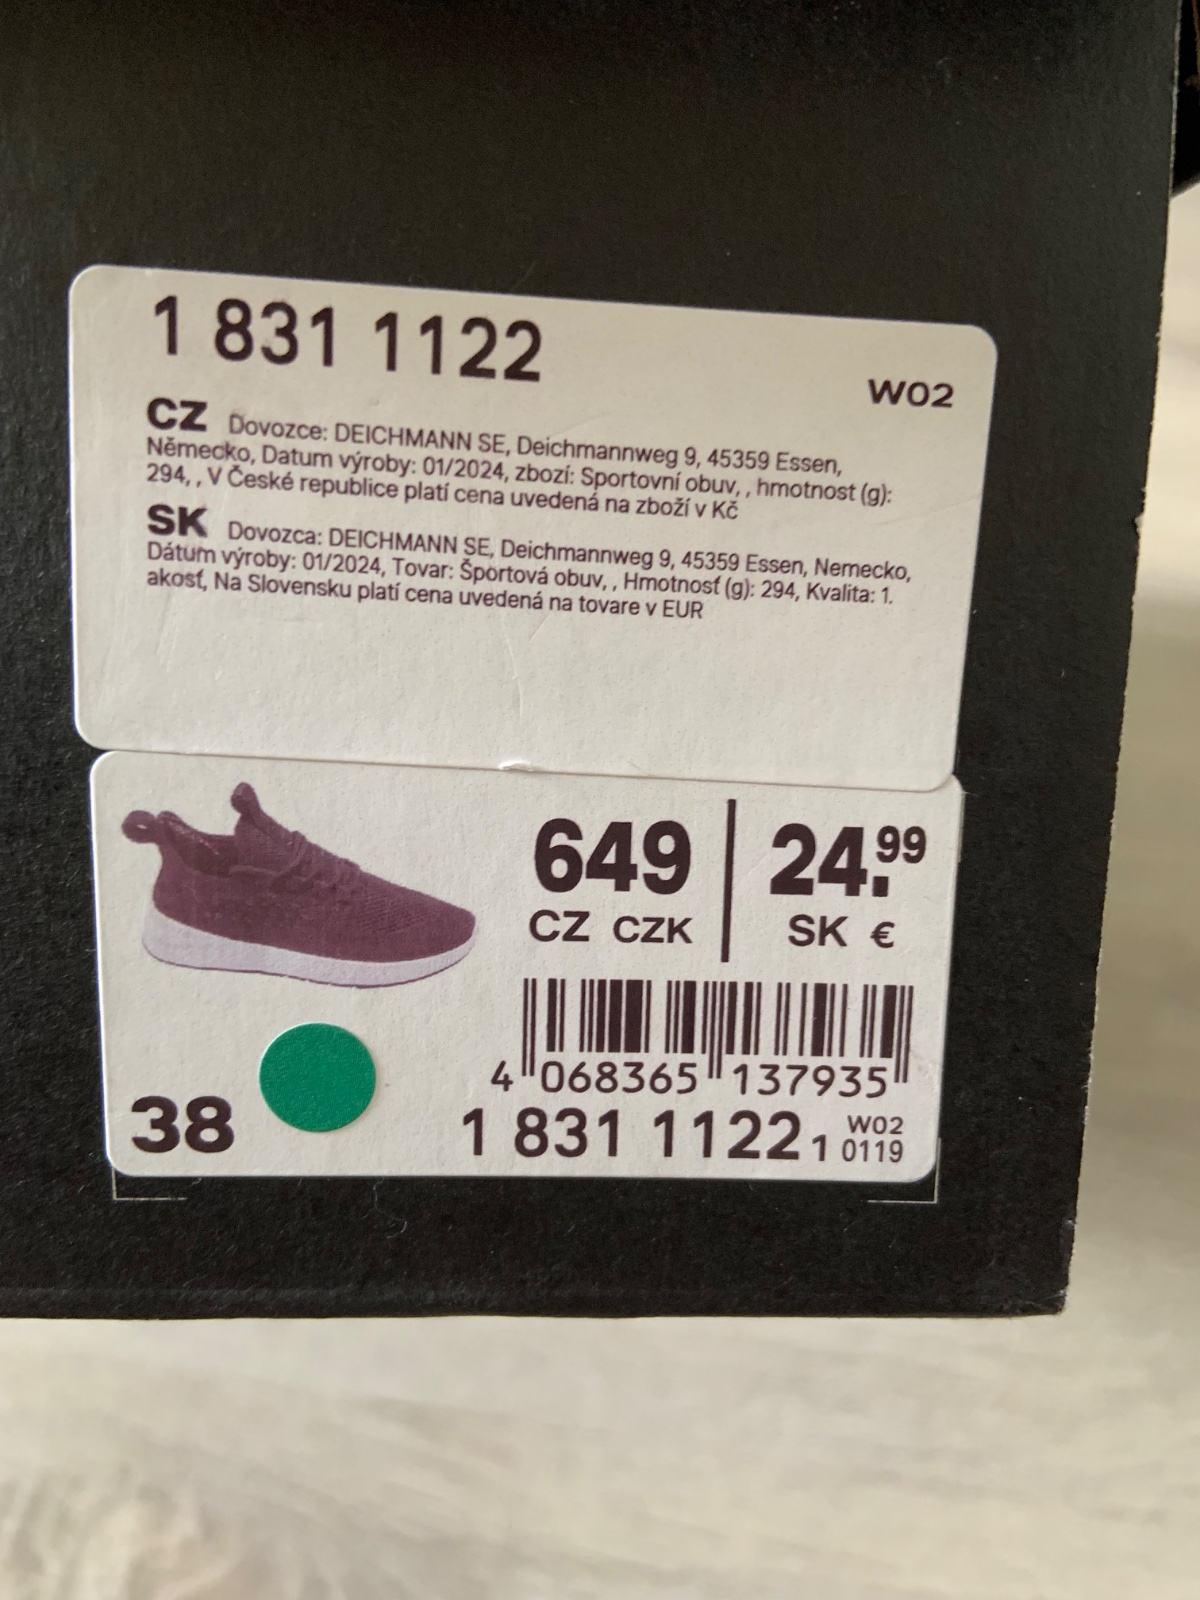 1 831 1122
W02
CZ Dovozce: DEICHMANN SE, Deichmannweg 9, 45359 Essen,
Německo, Datum výroby: 01/2024, zbozí: Sportovní obuv, , hmotnost (g):
294, , V České republice platí cena uvedená na zboží v Kč
SK Dovozca: DEICHMANN SE, Deichmannweg 9, 45359 Essen, Nemecko,
Dátum výroby: 01/2024, Tovar: Športová obuv, , Hmotnosť (g): 294, Kvalita: 1.
akosť, Na Slovensku platí cena uvedená na tovare v EUR
649 24.99
CZ CZK SK €
4 068365 137935
38 1 831 1122 1 W02
0119